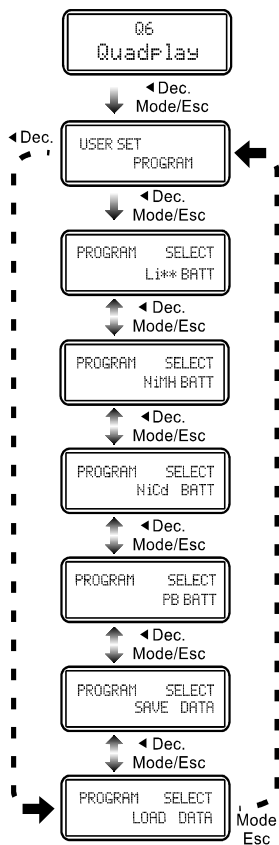 Q6
Quadplay
◄Dec.
Mode/Esc
◄Dec.
USER SET
PROGRAM
◄Dec.
Mode/Esc
PROGRAM SELECT
Li** BATT
◄Dec.
Mode/Esc
PROGRAM SELECT
NiMH BATT
◄Dec.
Mode/Esc
PROGRAM SELECT
NiCd BATT
◄Dec.
Mode/Esc
PROGRAM SELECT
PB BATT
◄Dec.
Mode/Esc
PROGRAM SELECT
SAVE DATA
◄Dec.
Mode/Esc
PROGRAM SELECT
LOAD DATA
Mode
Esc